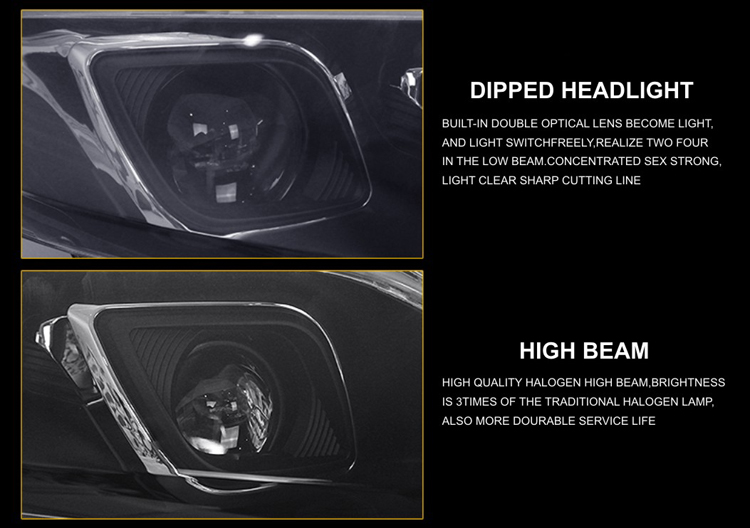 DIPPED HEADLIGHT
BUILT-IN DOUBLE OPTICAL LENS BECOME LIGHT,
AND LIGHT SWITCHFREELY,REALIZE TWO FOUR
IN THE LOW BEAM.CONCENTRATED SEX STRONG,
LIGHT CLEAR SHARP CUTTING LINE
HIGH BEAM
HIGH QUALITY HALOGEN HIGH BEAM,BRIGHTNESS
IS 3TIMES OF THE TRADITIONAL HALOGEN LAMP,
ALSO MORE DOURABLE SERVICE LIFE